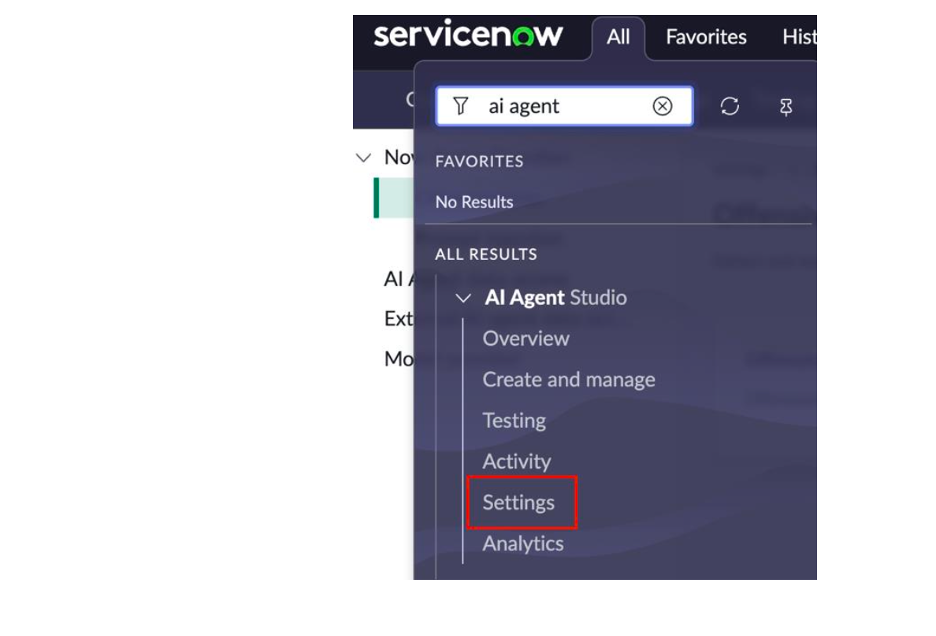 servicenow All Favorites Hist
ai agent
FAVORITES
No Results
ALL RESULTS
AI Agent Studio
Overview
Create and manage
Testing
Activity
Settings
Analytics
Nov
AI A
Ext
Mo